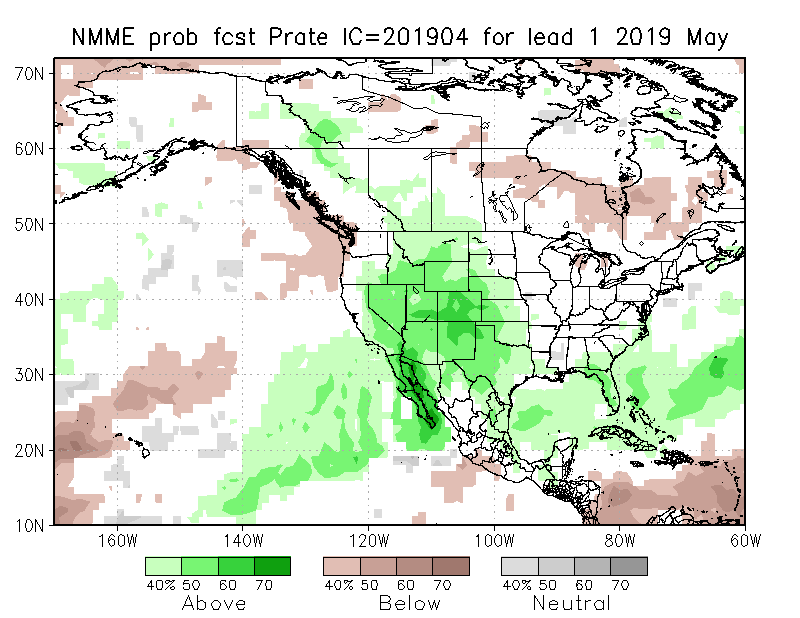 NMME prob fcst Prate IC=201904 for lead 1 2019 May
70N
60N
50N
40N
30N
20N
10N
160W 140W 120W 100W 80W 60W
40% 50 60 70 40% 50 60 70 40% 50 60 70
Above Below Neutral